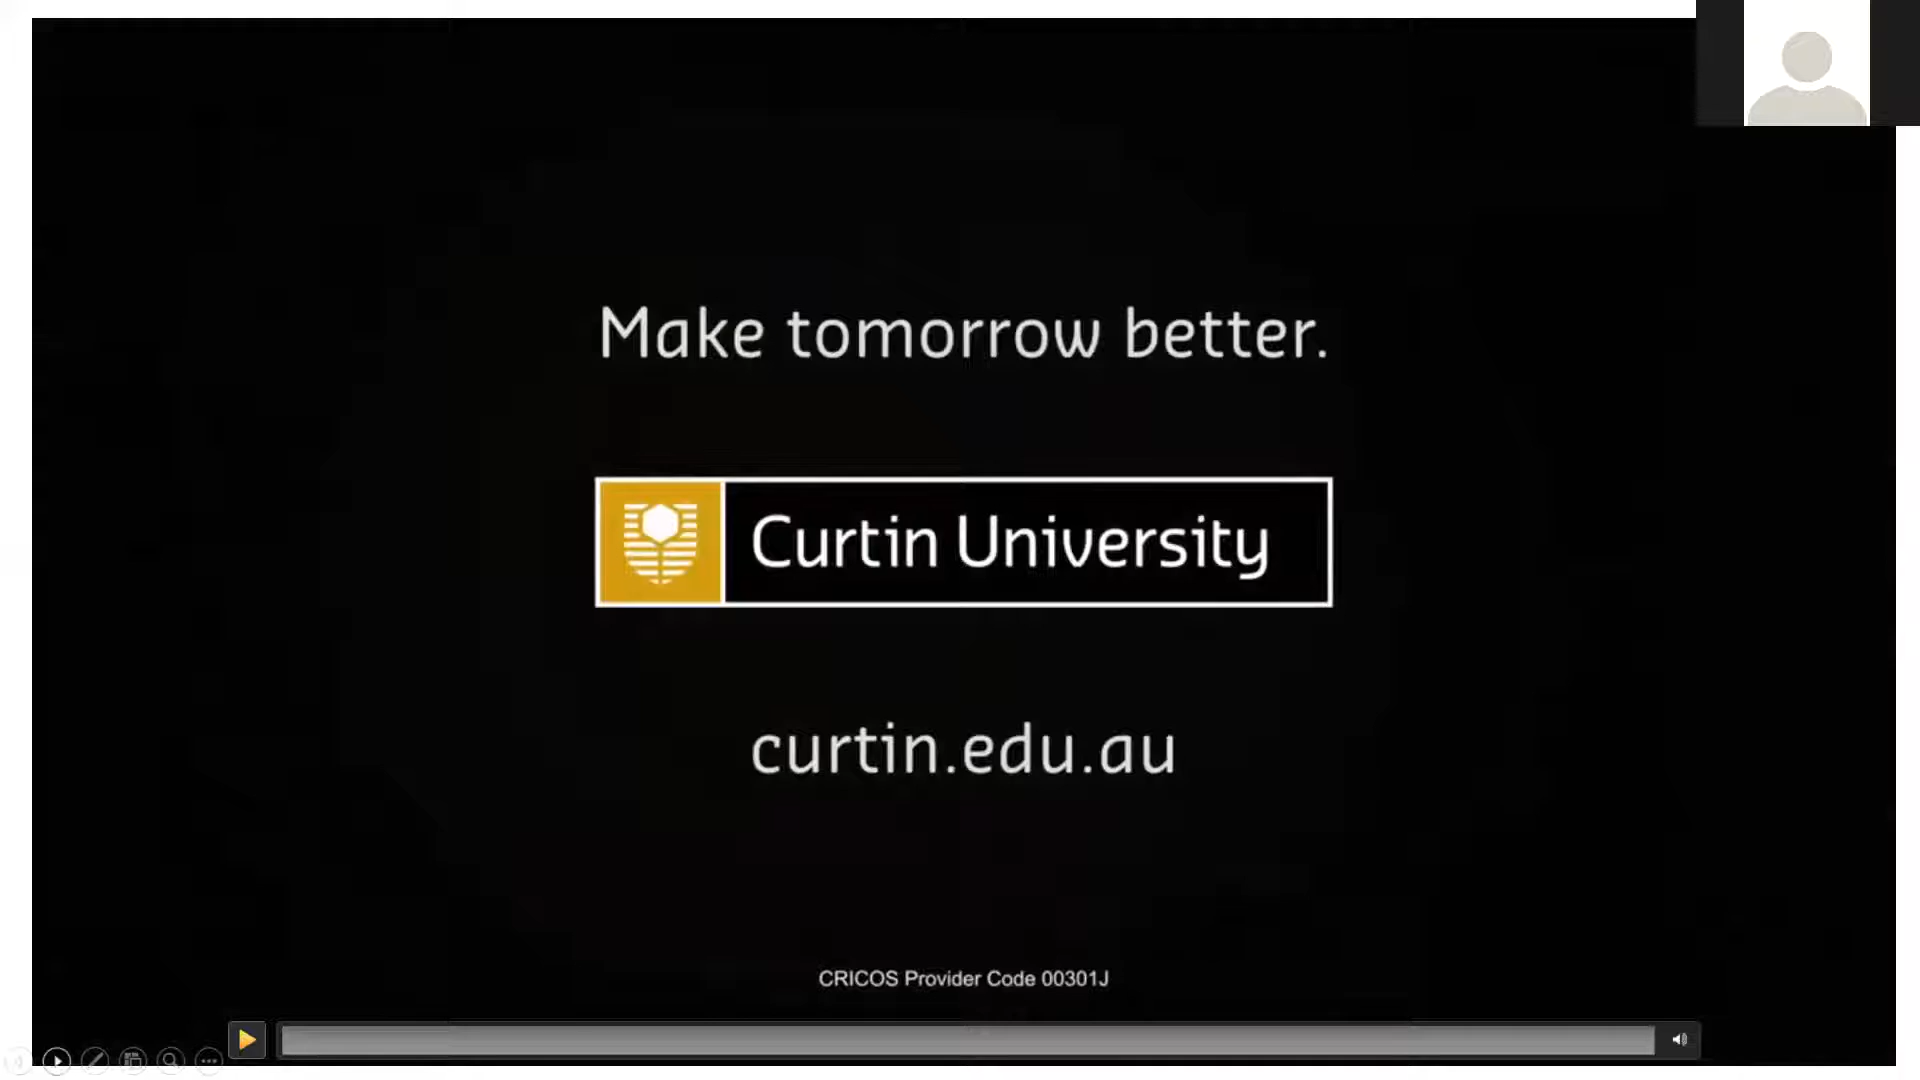 Make tomorrow better.
Curtin University
curtin.edu.au
CRICOS Provider Code 00301J